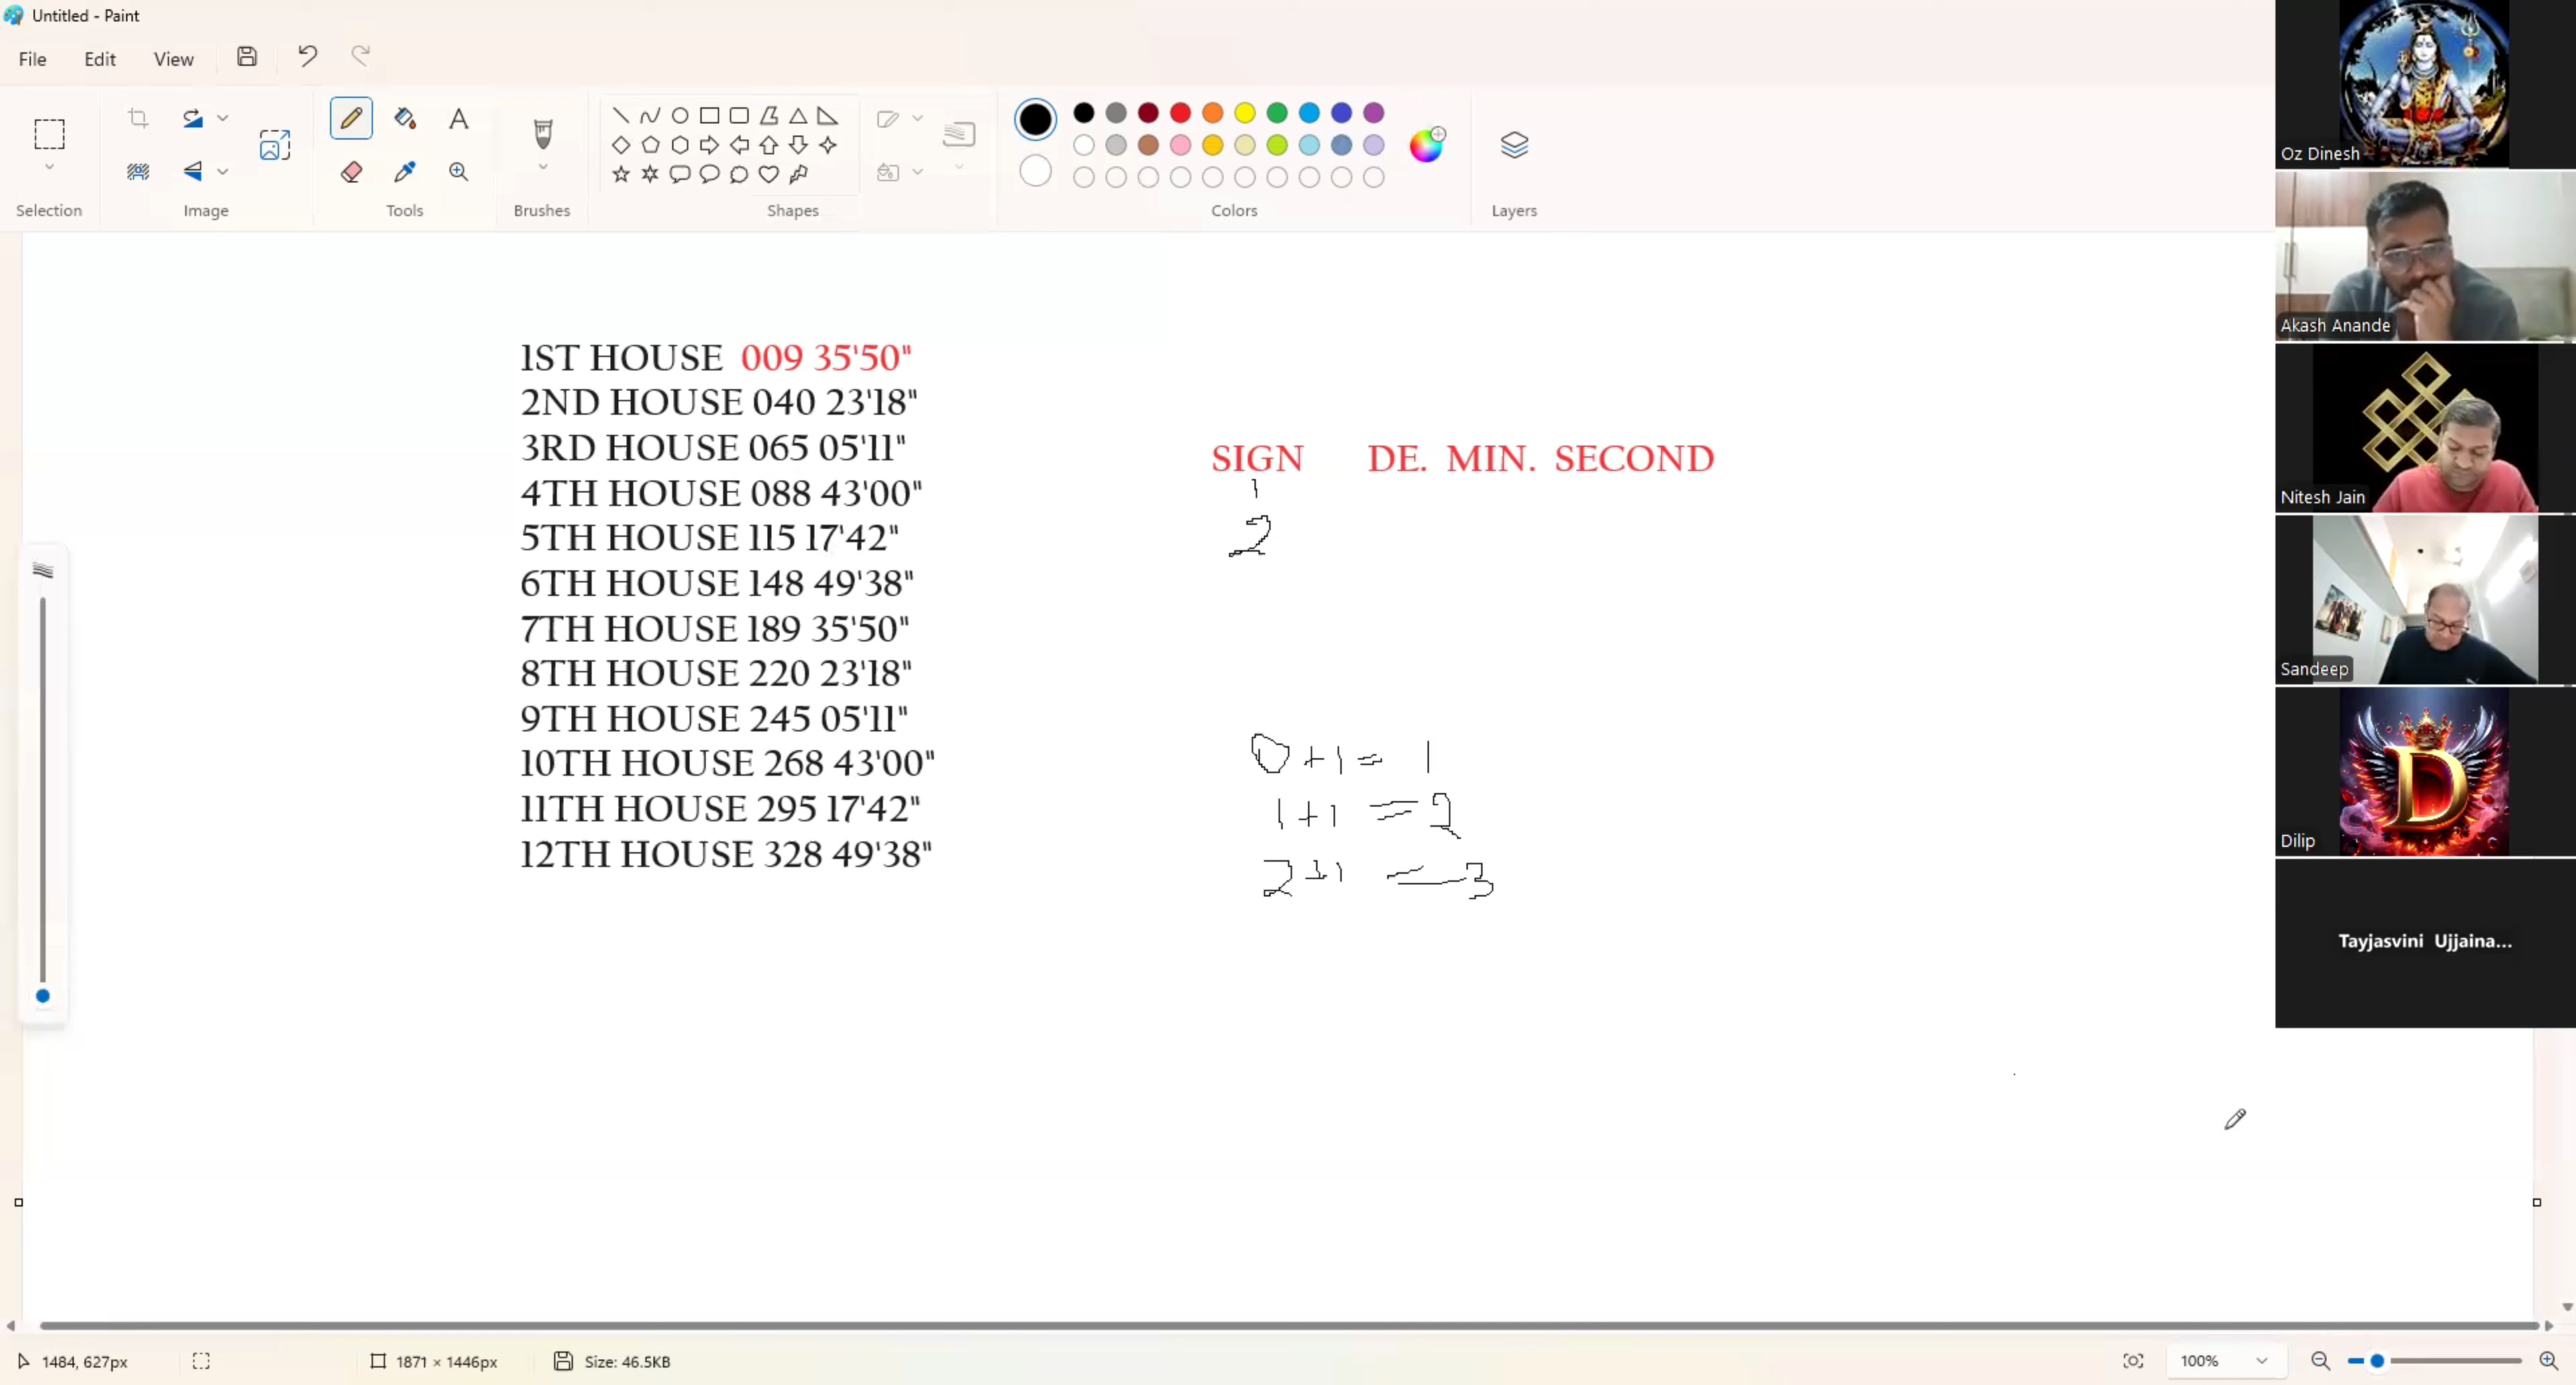 Untitled - Paint
File Edit View
Selection Image Tools Brushes Shapes Colors Layers
1ST HOUSE 009 35'50"
2ND HOUSE 040 23'18"
3RD HOUSE 065 05'11"
4TH HOUSE 088 43'00"
5TH HOUSE 115 17'42"
6TH HOUSE 148 49'38"
7TH HOUSE 189 35'50"
8TH HOUSE 220 23'18"
9TH HOUSE 245 05'11"
10TH HOUSE 268 43'00"
11TH HOUSE 295 17'42"
12TH HOUSE 328 49'38"
SIGN DE. MIN. SECOND
1
2
0+1= 1
1+1 =2
2+1 =3
Oz Dinesh
Akash Anande
Nitesh Jain
Sandeep
D
Dilip
Tayjasvini Ujjaina...
1484, 627px
1871 × 1446px
Size: 46.5KB
100%